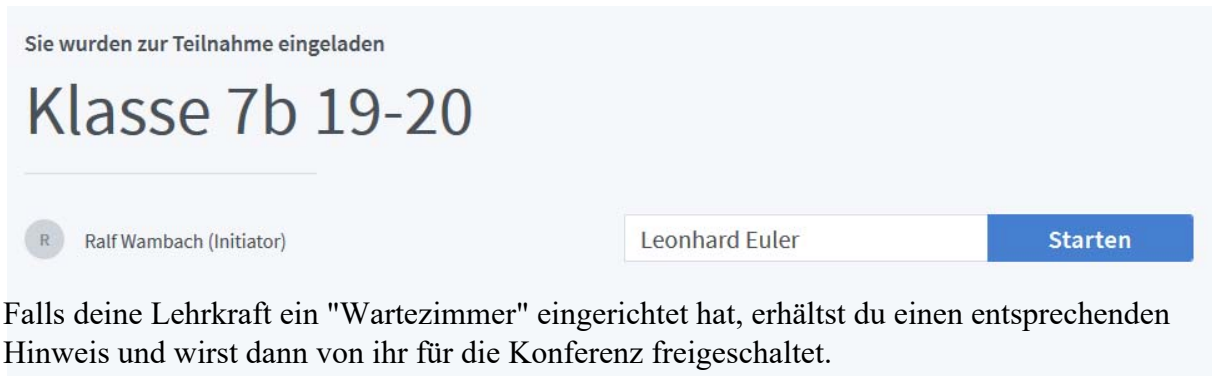 Sie wurden zur Teilnahme eingeladen
Klasse 7b 19-20
R Ralf Wambach (Initiator) Leonhard Euler Starten
Falls deine Lehrkraft ein "Wartezimmer" eingerichtet hat, erhältst du einen entsprechenden
Hinweis und wirst dann von ihr für die Konferenz freigeschaltet.